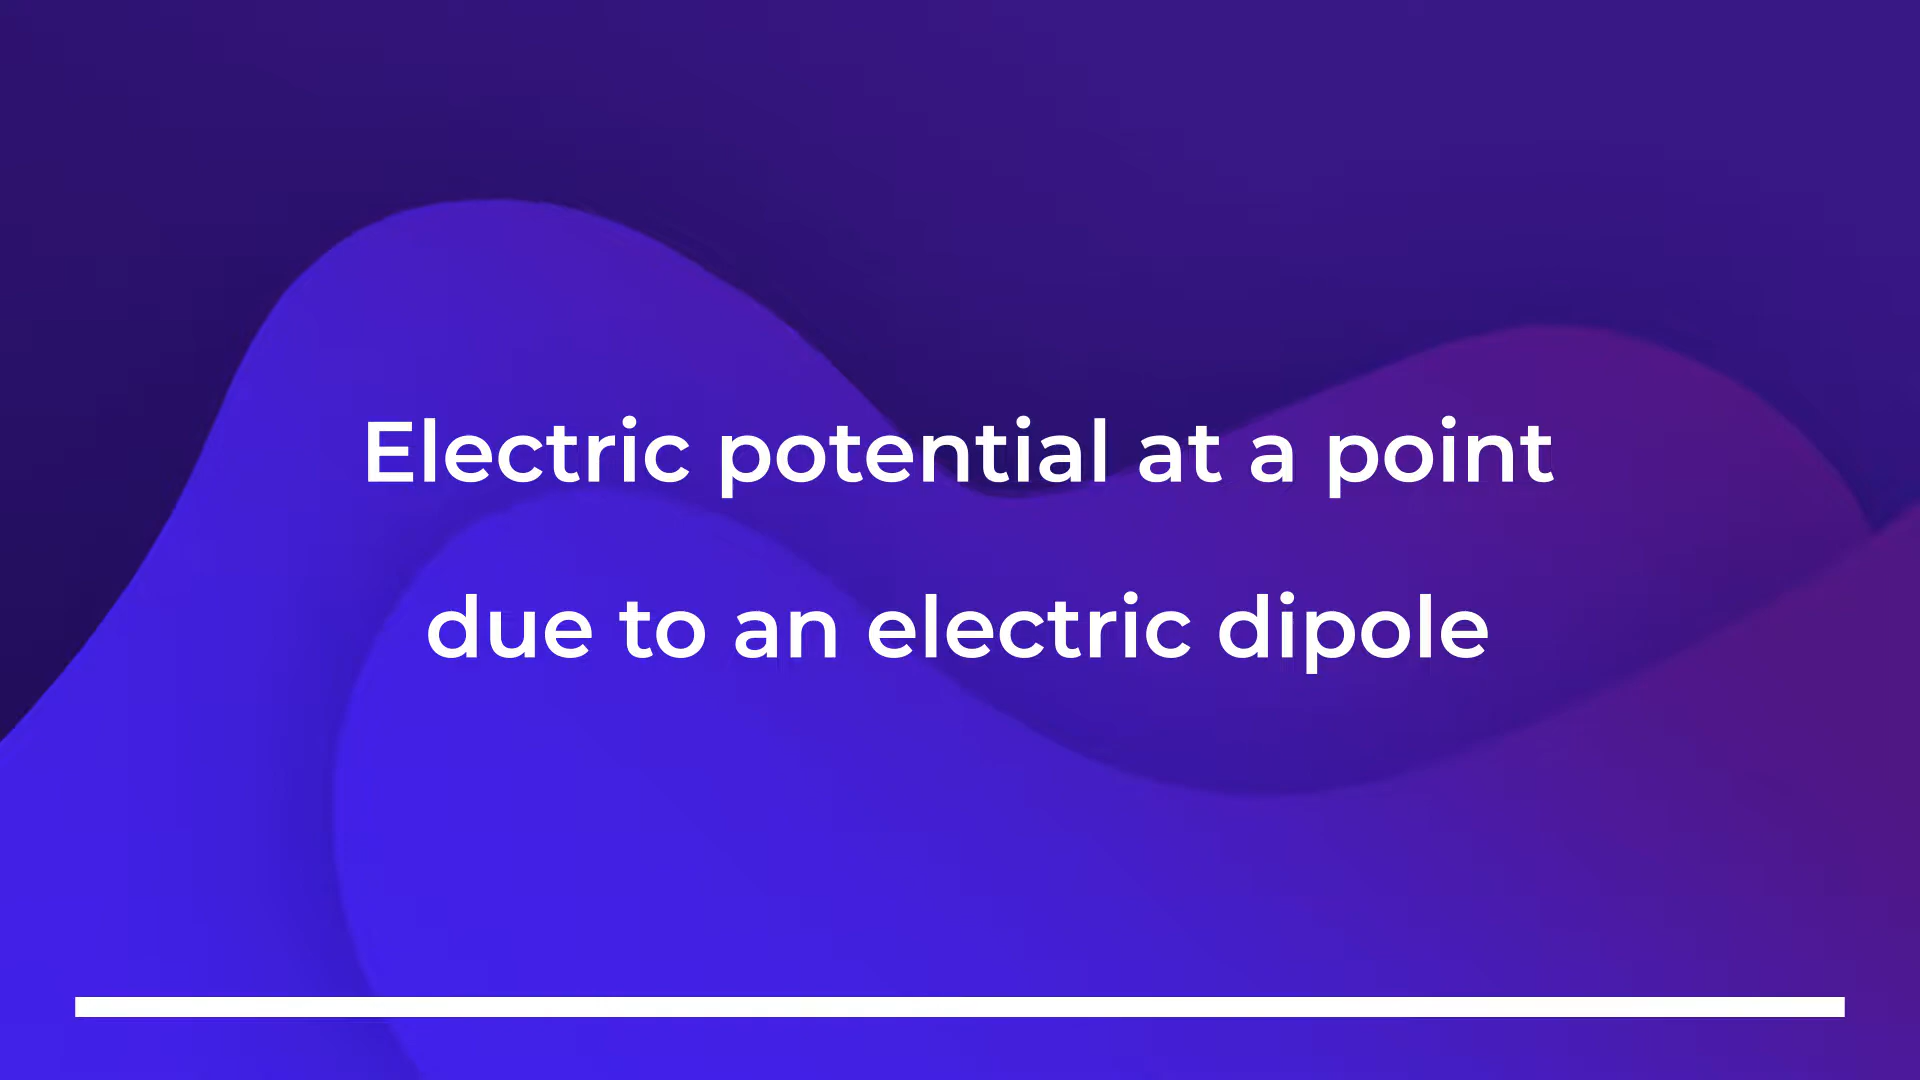 Electric potential at a point
due to an electric dipole